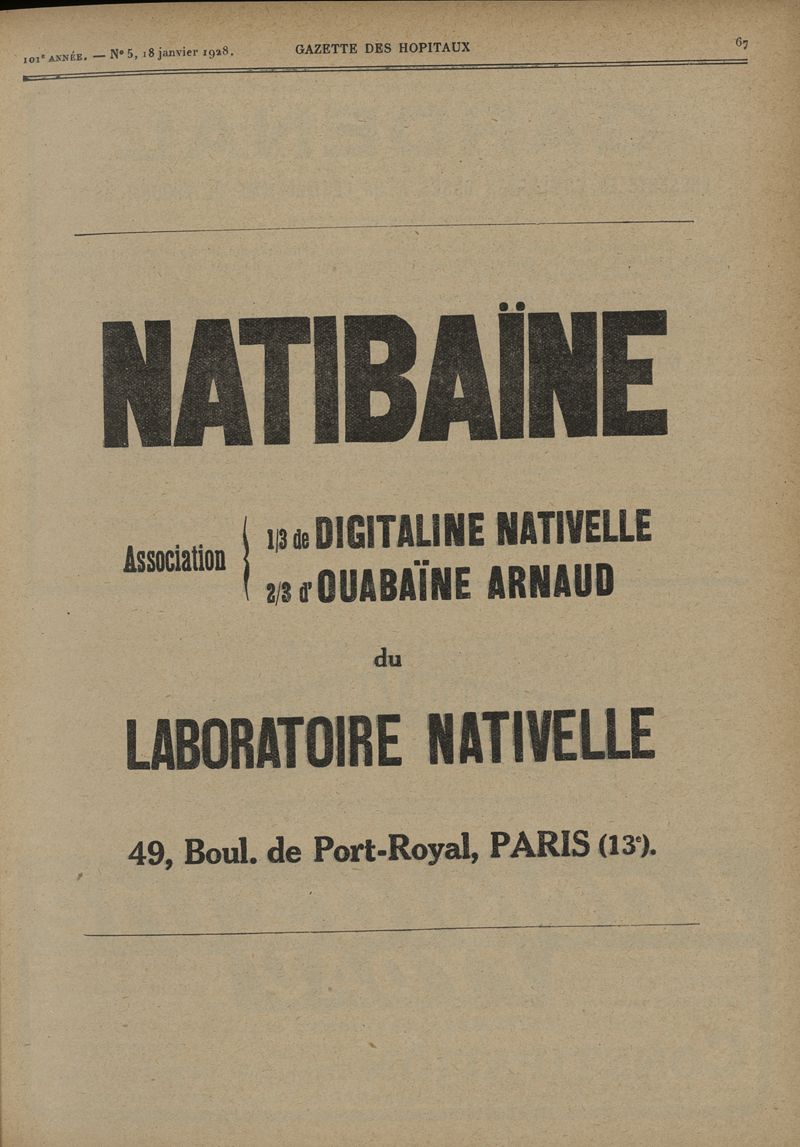 101e ANNÉE. — N° 5, 18 janvier 1928. GAZETTE DES HOPITAUX 67
NATIBAÏNE
Association { 1/3 de DIGITALINE NATIVELLE
2/3 d' OUABAÏNE ARNAUD
du
LABORATOIRE NATIVELLE
49, Boul. de Port-Royal, PARIS (13e).